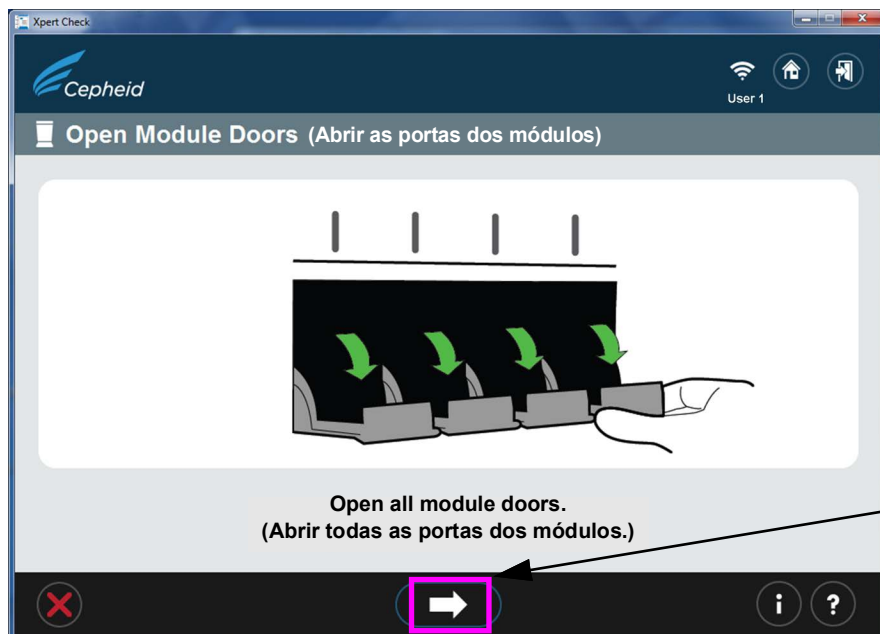 Xpert Check
Cepheid
User 1
Open Module Doors (Abrir as portas dos módulos)
Open all module doors.
(Abrir todas as portas dos módulos.)
i ?